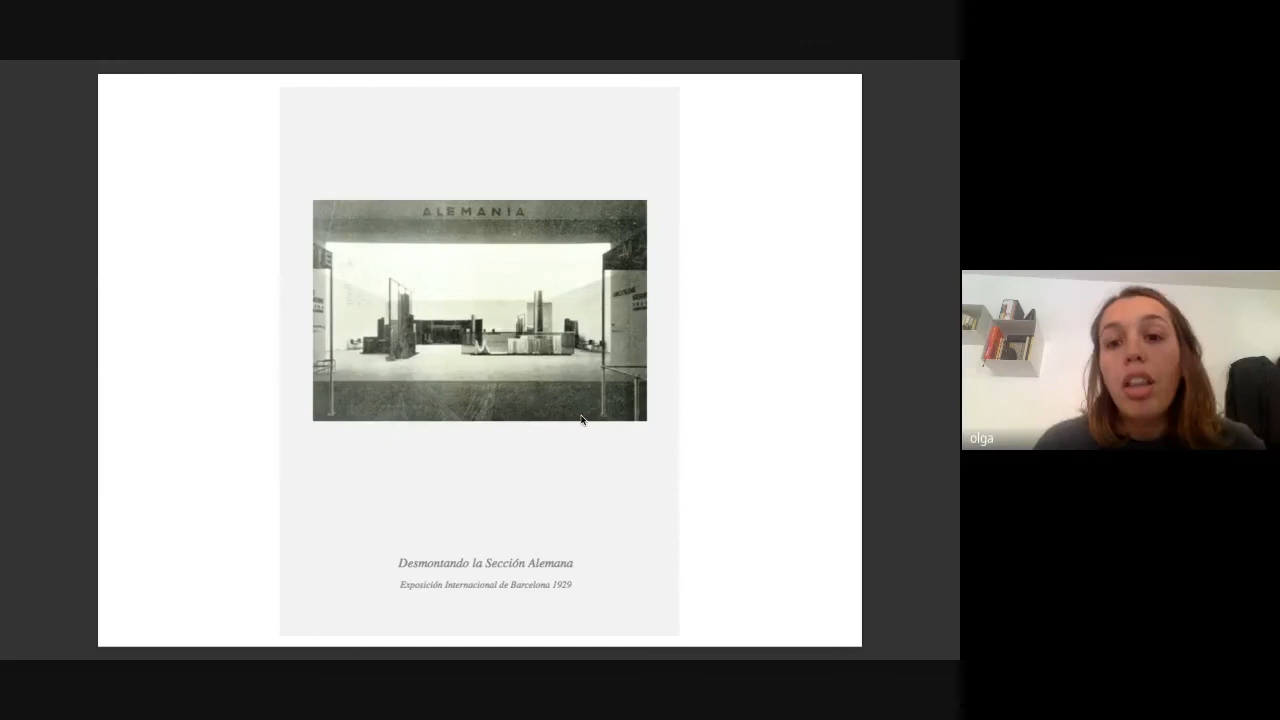 ALEMANIA
Desmontando la Sección Alemana
Exposición Internacional de Barcelona 1929
olga